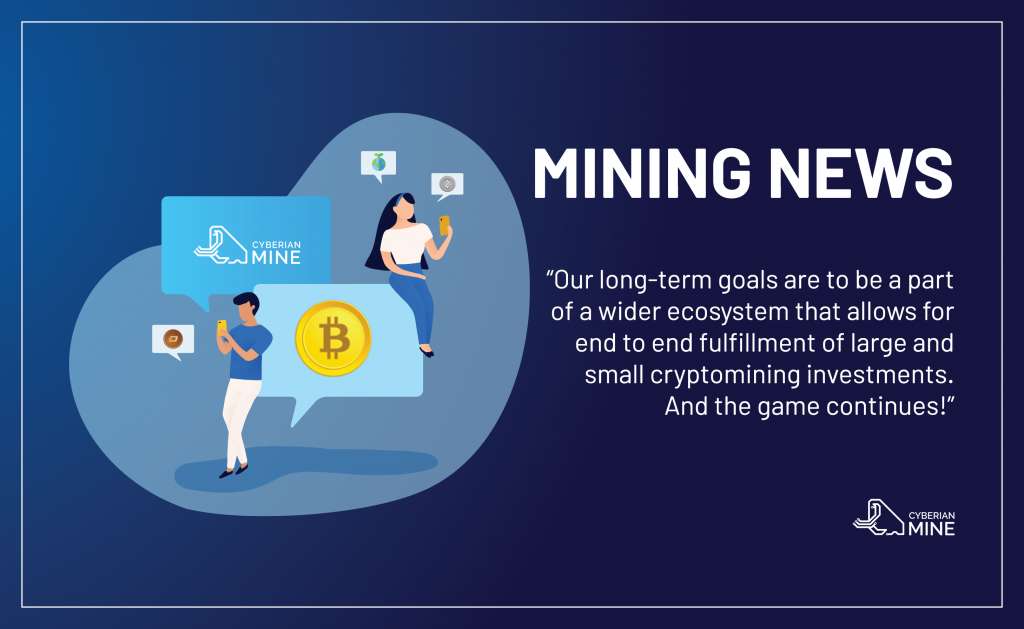 MINING NEWS
CYBERIAN
MINE
“Our long-term goals are to be a part
of a wider ecosystem that allows for
end to end fulfillment of large and
small cryptomining investments.
And the game continues!”
CYBERIAN
MINE